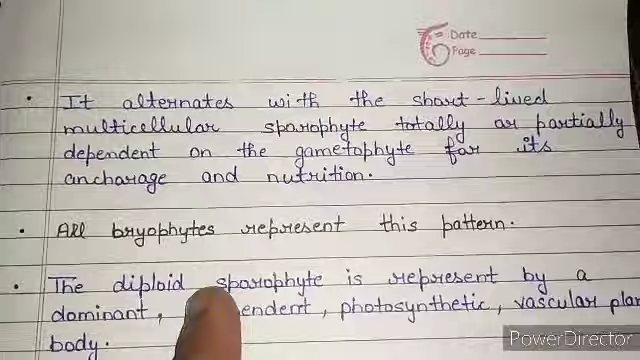 Date
Page
• It alternates with the short-lived
multicellular sporophyte totally or partially
dependent on the gametophyte for its
anchorage and nutrition.
• All bryophytes represent this pattern.
• The diploid sporophyte is represent by a
dominant, endent, photosynthetic, vascular plan
body.
PowerDirector